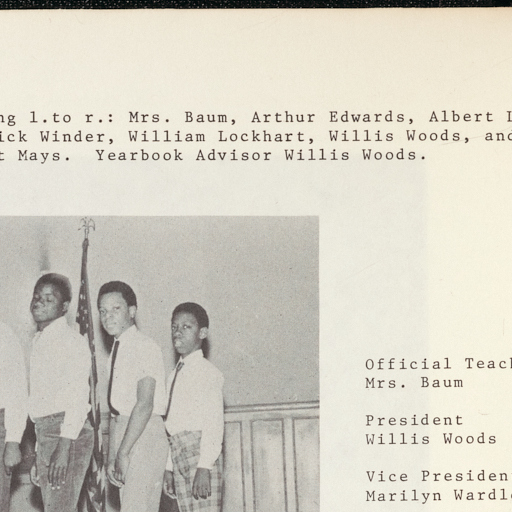 ng l.to r.: Mrs. Baum, Arthur Edwards, Albert
ick Winder, William Lockhart, Willis Woods, and
t Mays. Yearbook Advisor Willis Woods.
Official Teach
Mrs. Baum
President
Willis Woods
Vice Presiden
Marilyn Wardl